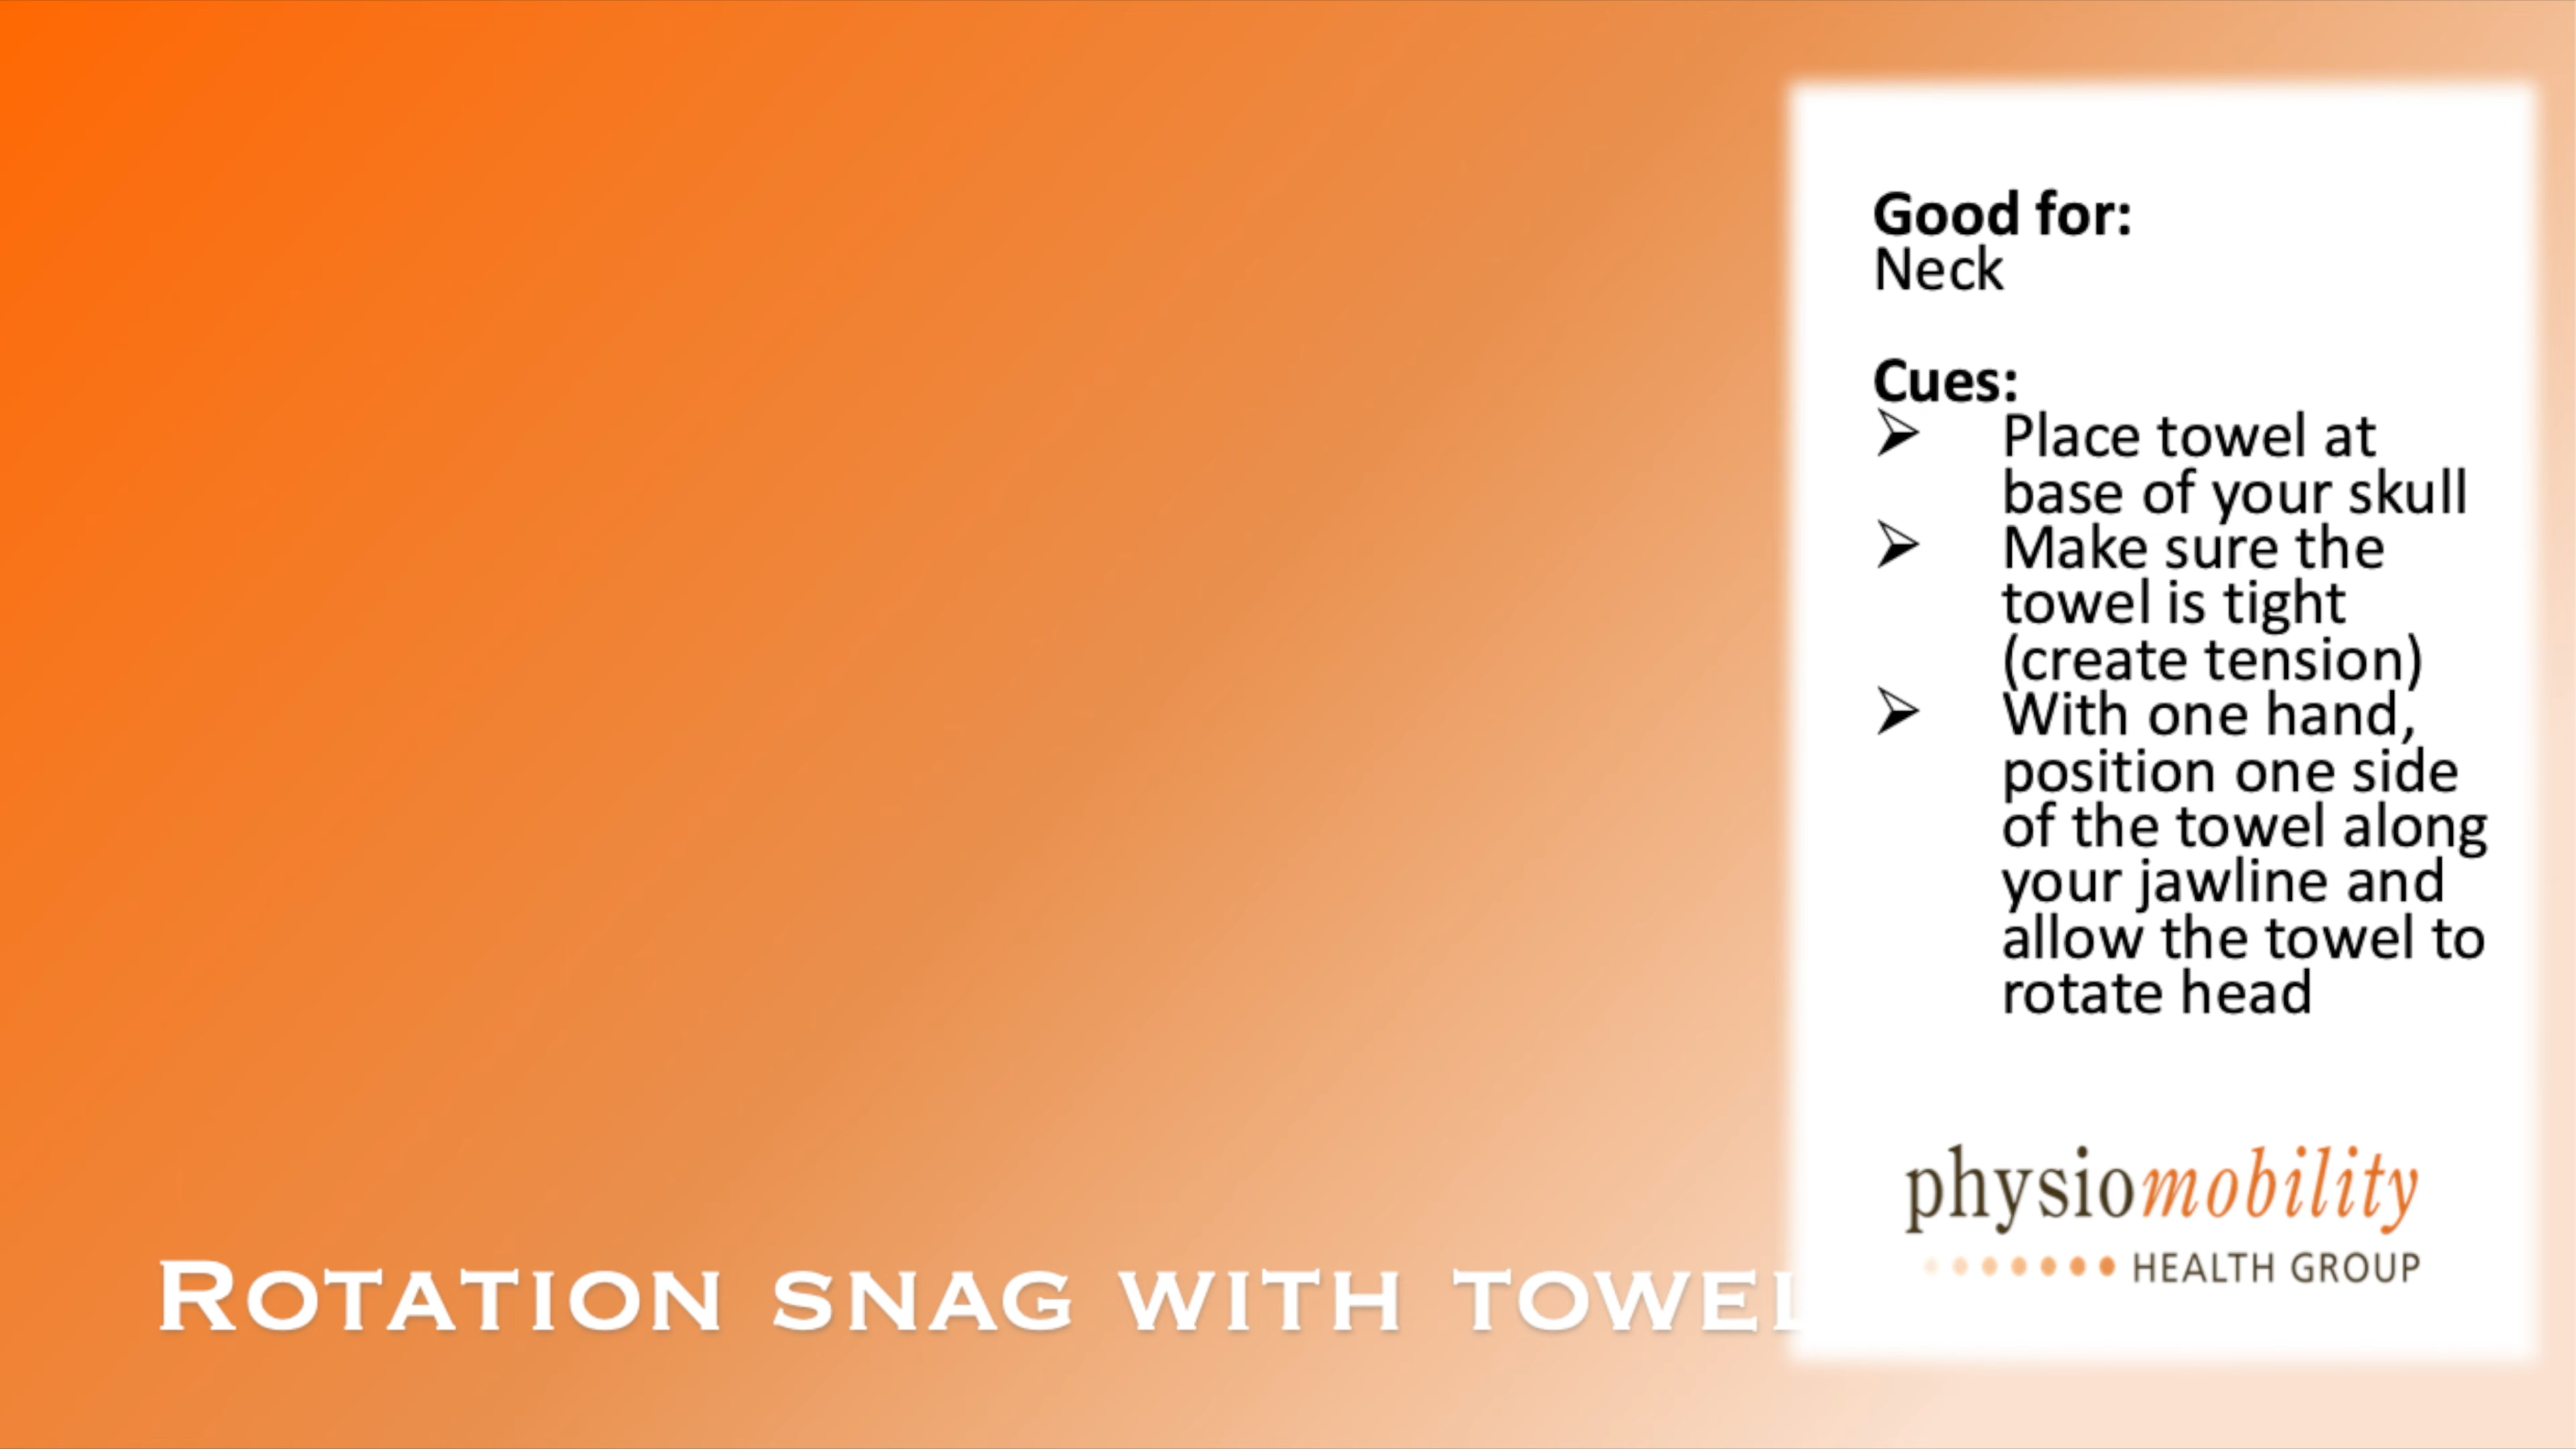 Good for:
Neck
Cues:
➢ Place towel at
base of your skull
➢ Make sure the
towel is tight
(create tension)
➢ With one hand,
position one side
of the towel along
your jawline and
allow the towel to
rotate head
physiomobility
HEALTH GROUP
ROTATION SNAG WITH TOWEL